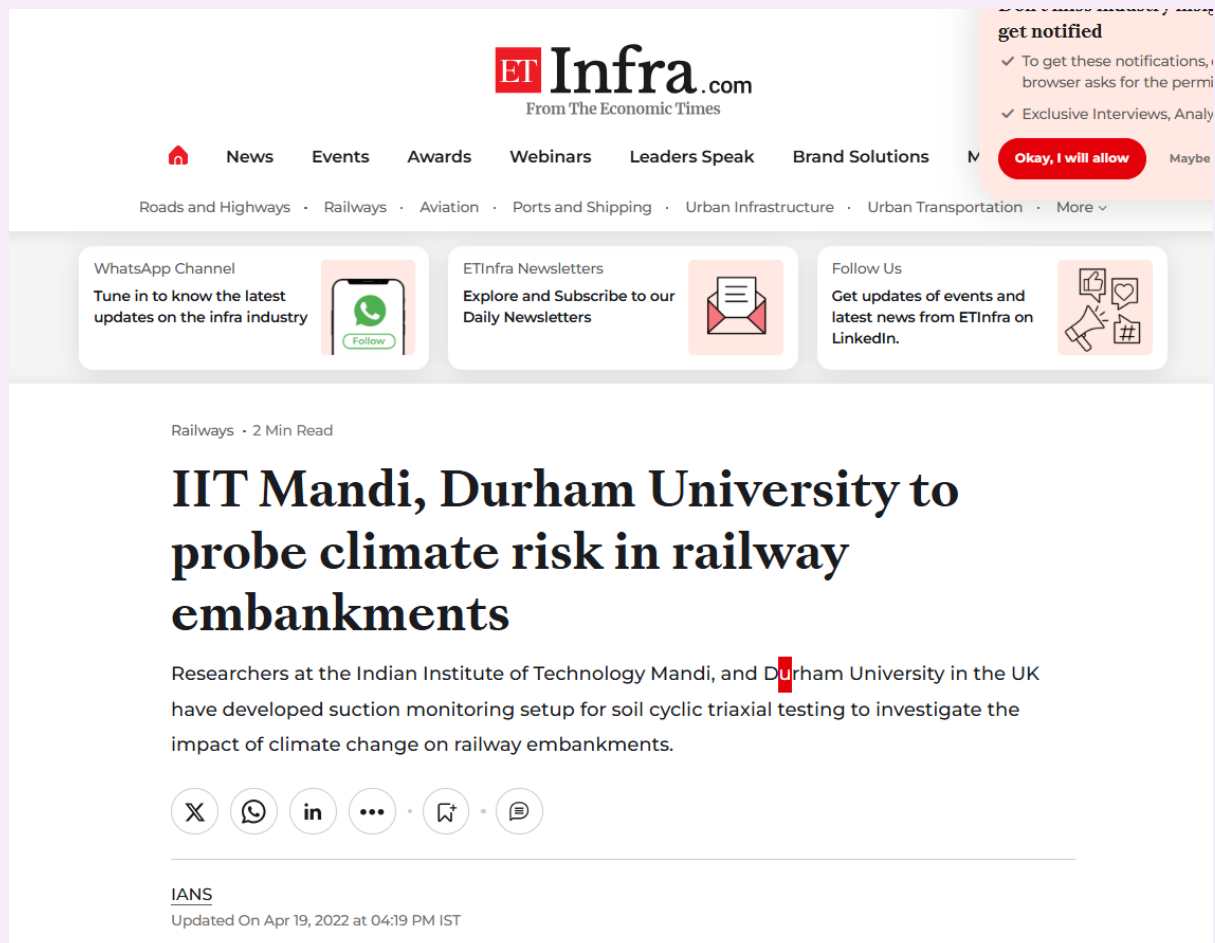 get notified
To get these notifications,
browser asks for the
Exclusive Interviews,
Okay, I will allow
Maybe
ET Infra.com
From The Economic Times
News Events Awards Webinars Leaders Speak Brand Solutions
Roads and Highways · Railways · Aviation · Ports and Shipping · Urban Infrastructure · Urban Transportation · More
WhatsApp Channel
Tune in to know the latest
updates on the infra industry
Follow
ETInfra Newsletters
Explore and Subscribe to our
Daily Newsletters
Follow Us
Get updates of events and
latest news from ETInfra on
LinkedIn.
#
Railways · 2 Min Read
IIT Mandi, Durham University to
probe climate risk in railway
embankments
Researchers at the Indian Institute of Technology Mandi, and Durham University in the UK
have developed suction monitoring setup for soil cyclic triaxial testing to investigate the
impact of climate change on railway embankments.
X in
IANS
Updated On Apr 19, 2022 at 04:19 PM IST